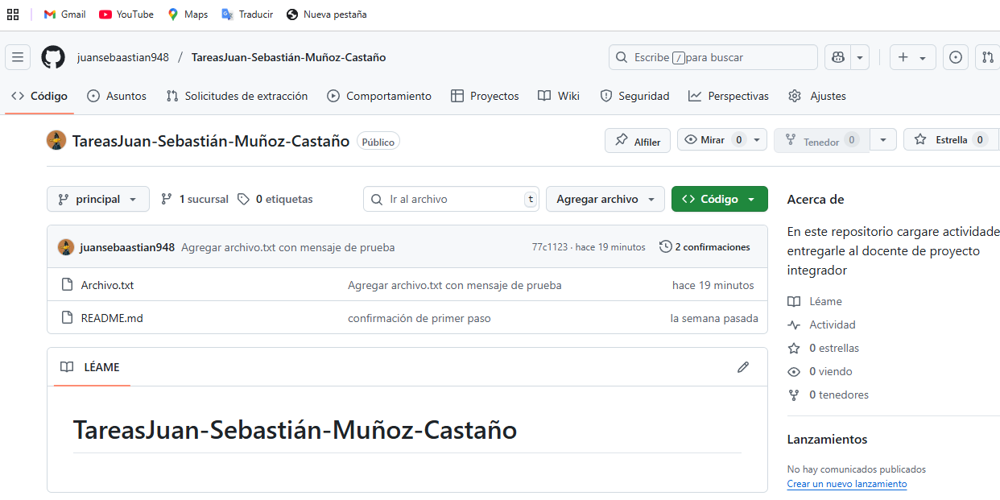 Gmail YouTube Maps Traducir Nueva pestaña
juansebaastian948 / TareasJuan-Sebastián-Muñoz-Castaño Escribe / para buscar
Código Asuntos Solicitudes de extracción Comportamiento Proyectos Wiki Seguridad Perspectivas Ajustes
TareasJuan-Sebastián-Muñoz-Castaño Público Alfiler Mirar 0 Tenedor 0 Estrella 0
principal 1 sucursal 0 etiquetas Ir al archivo t Agregar archivo Código
juansebaastian948 Agregar archivo.txt con mensaje de prueba 77c1123 · hace 19 minutos 2 confirmaciones
Archivo.txt Agregar archivo.txt con mensaje de prueba hace 19 minutos
README.md confirmación de primer paso la semana pasada
LÉAME
TareasJuan-Sebastián-Muñoz-Castaño
Acerca de
En este repositorio cargare actividade
entregarle al docente de proyecto
integrador
Léame
Actividad
0 estrellas
0 viendo
0 tenedores
Lanzamientos
No hay comunicados publicados
Crear un nuevo lanzamiento